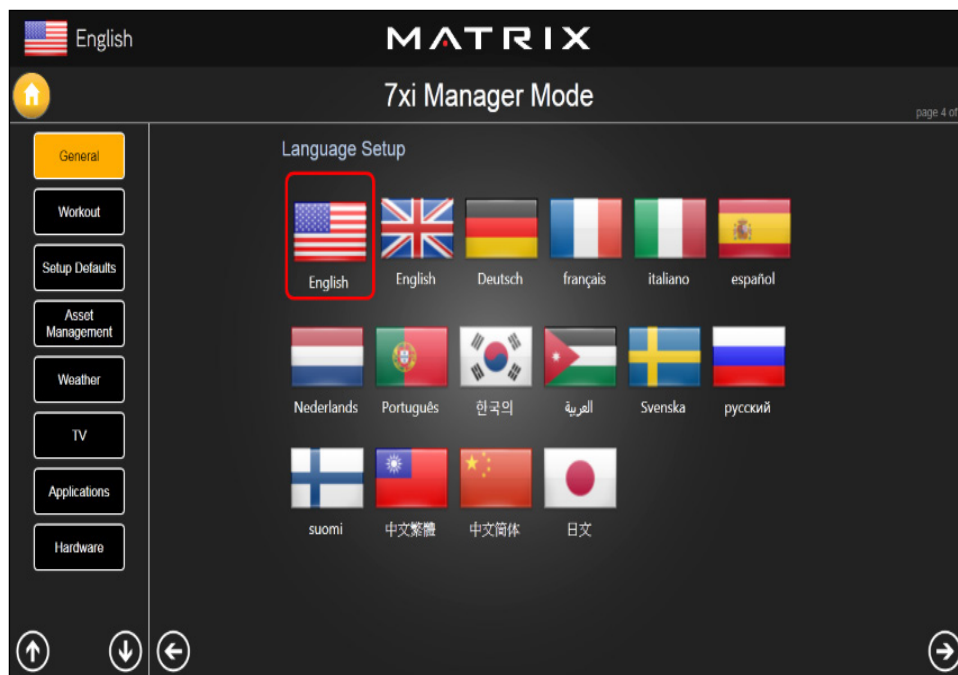 English
MATRIX
7xi Manager Mode
page 4 of
General
Workout
Setup Defaults
Asset
Management
Weather
TV
Applications
Hardware
Language Setup
English English Deutsch français italiano español
Nederlands Português 한국의 العربية Svenska русский
suomi 中文繁體 中文简体 日文